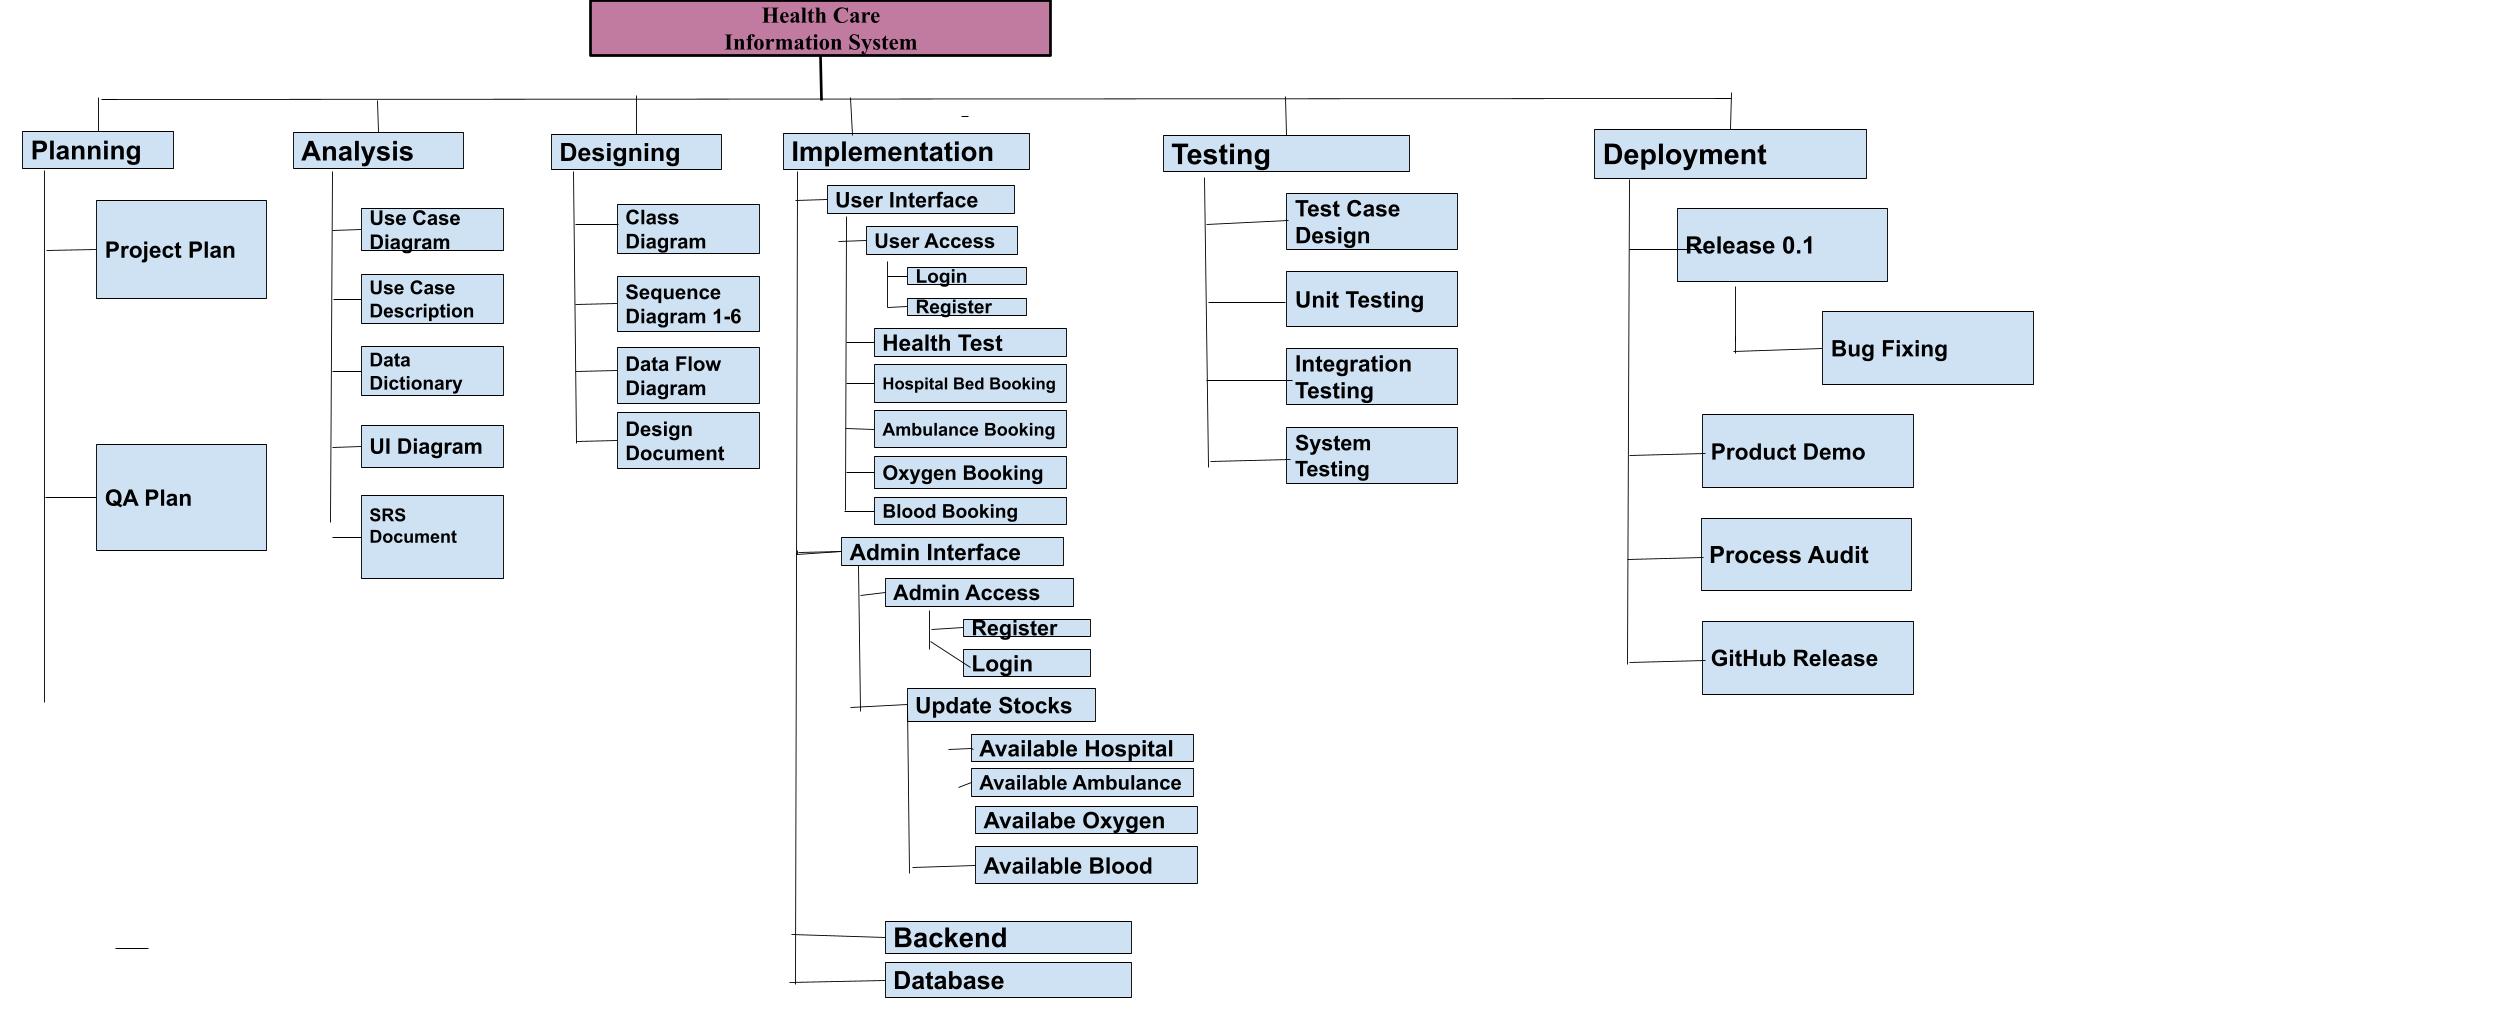 Health Care
Information System
Planning
Project Plan
QA Plan
Analysis
Use Case
Diagram
Use Case
Description
Data
Dictionary
UI Diagram
SRS
Document
Designing
Class
Diagram
Sequence
Diagram 1-6
Data Flow
Diagram
Design
Document
Implementation
User Interface
User Access
Login
Register
Health Test
Hospital Bed Booking
Ambulance Booking
Oxygen Booking
Blood Booking
Admin Interface
Admin Access
Register
Login
Update Stocks
Available Hospital
Available Ambulance
Availabe Oxygen
Available Blood
Backend
Database
Testing
Test Case
Design
Unit Testing
Integration
Testing
System
Testing
Deployment
Release 0.1
Bug Fixing
Product Demo
Process Audit
GitHub Release